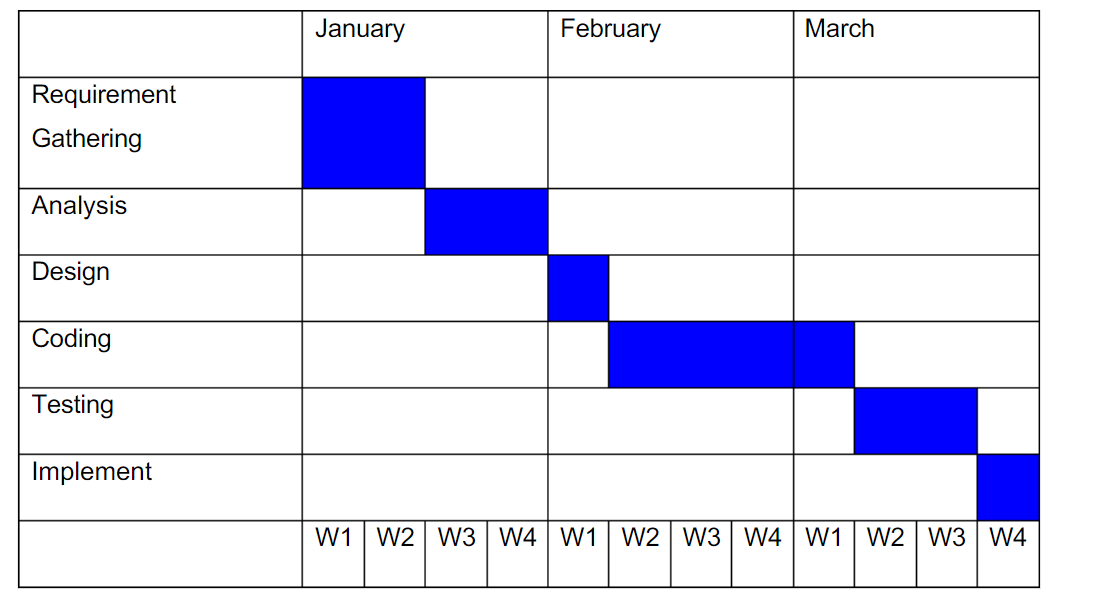 January February March
Requirement
Gathering
Analysis
Design
Coding
Testing
Implement
W1 W2 W3 W4 W1 W2 W3 W4 W1 W2 W3 W4